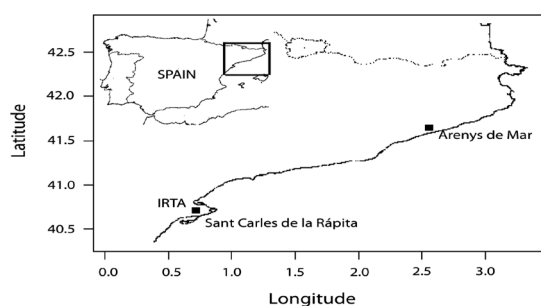 42.5
42.0
41.5
41.0
40.5
Latitude
SPAIN
Arenys de Mar
IRTA
Sant Carles de la Rápita
0.0 0.5 1.0 1.5 2.0 2.5 3.0
Longitude